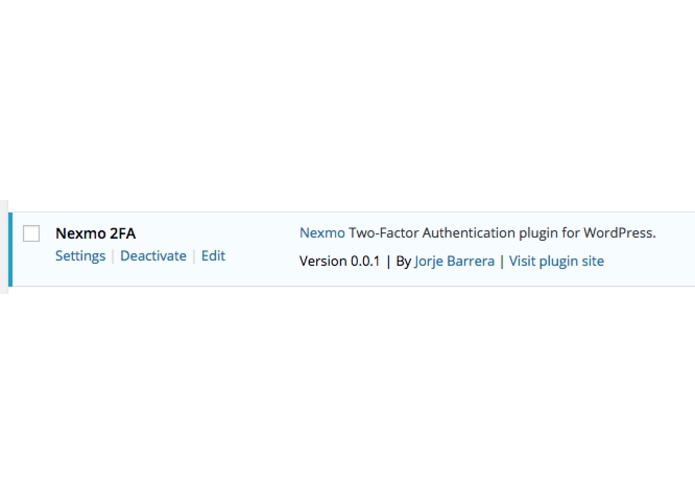 Nexmo 2FA
Settings | Deactivate | Edit
Nexmo Two-Factor Authentication plugin for WordPress.
Version 0.0.1 | By Jorje Barrera | Visit plugin site